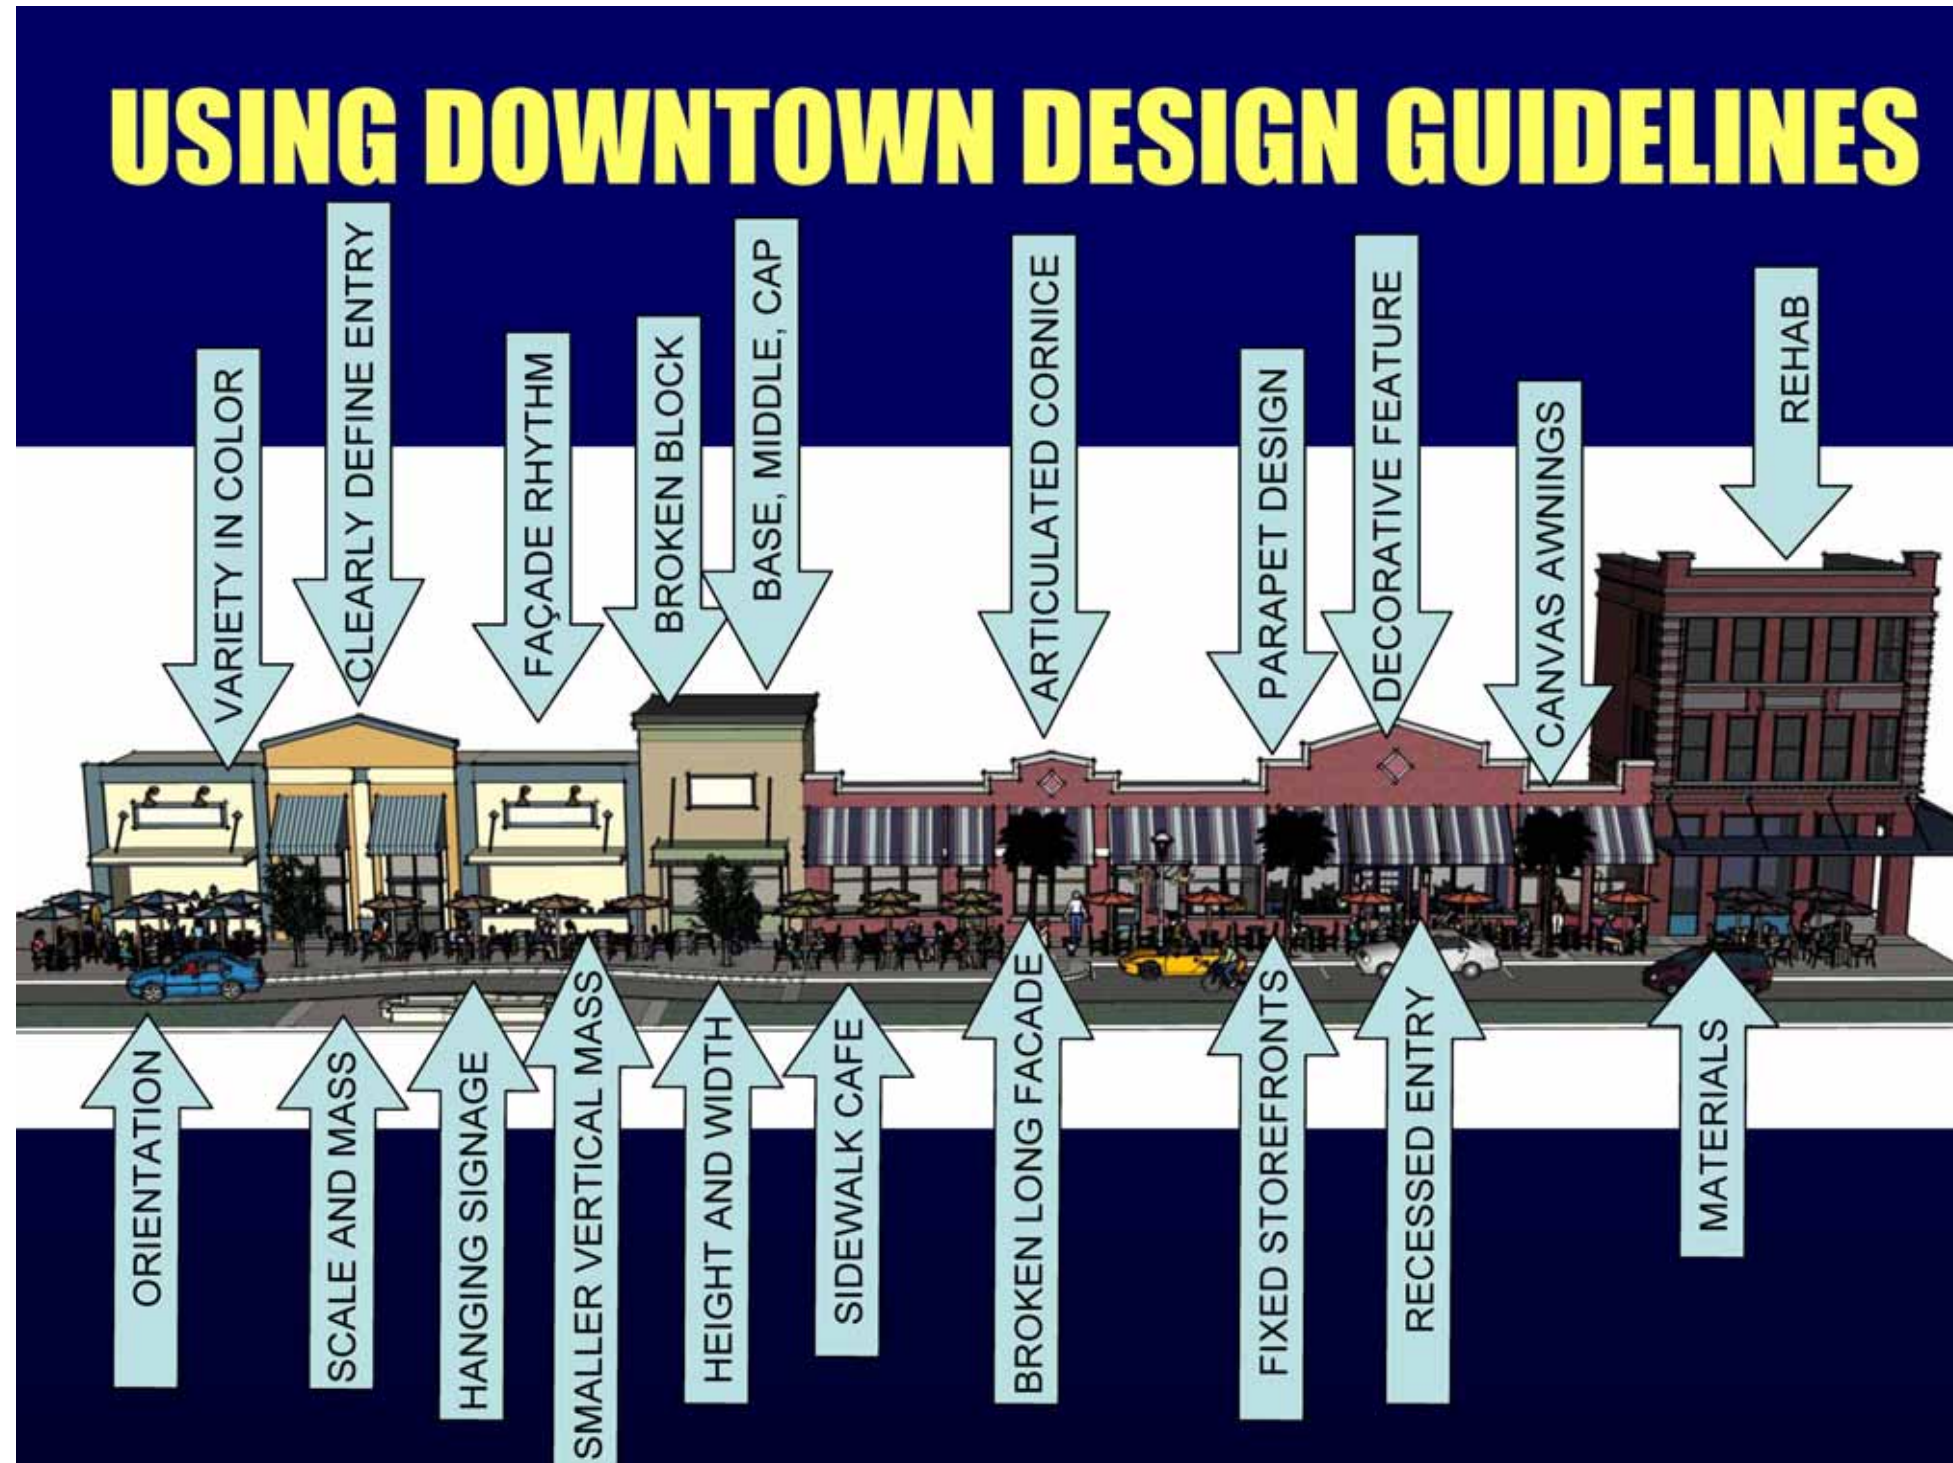 USING DOWNTOWN DESIGN GUIDELINES
VARIETY IN COLOR
CLEARLY DEFINE ENTRY
FAÇADE RHYTHM
BROKEN BLOCK
BASE, MIDDLE, CAP
ARTICULATED CORNICE
PARAPET DESIGN
DECORATIVE FEATURE
CANVAS AWNINGS
REHAB
ORIENTATION
SCALE AND MASS
HANGING SIGNAGE
SMALLER VERTICAL MASS
HEIGHT AND WIDTH
SIDEWALK CAFE
BROKEN LONG FACADE
FIXED STOREFRONTS
RECESSED ENTRY
MATERIALS